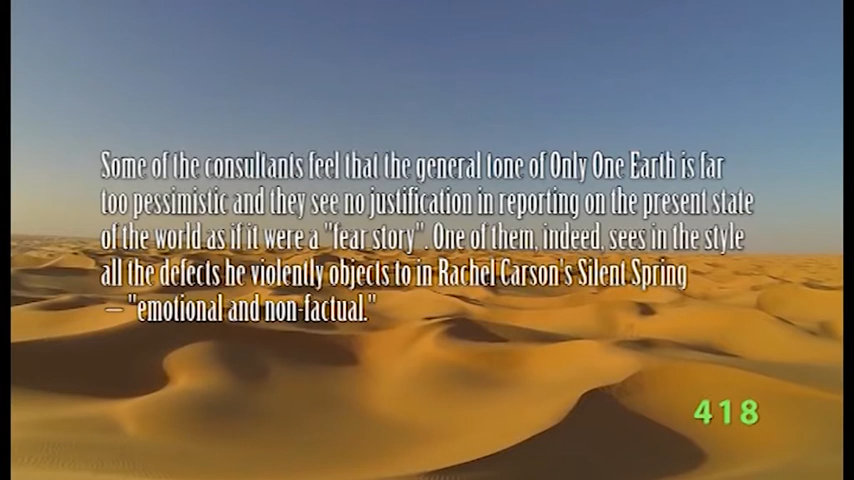 Some of the consultants feel that the general tone of Only One Earth is far
too pessimistic and they see no justification in reporting on the present state
of the world as if it were a "fear story". One of them, indeed, sees in the style
all the defects he violently objects to in Rachel Carson's Silent Spring
– "emotional and non-factual."
418